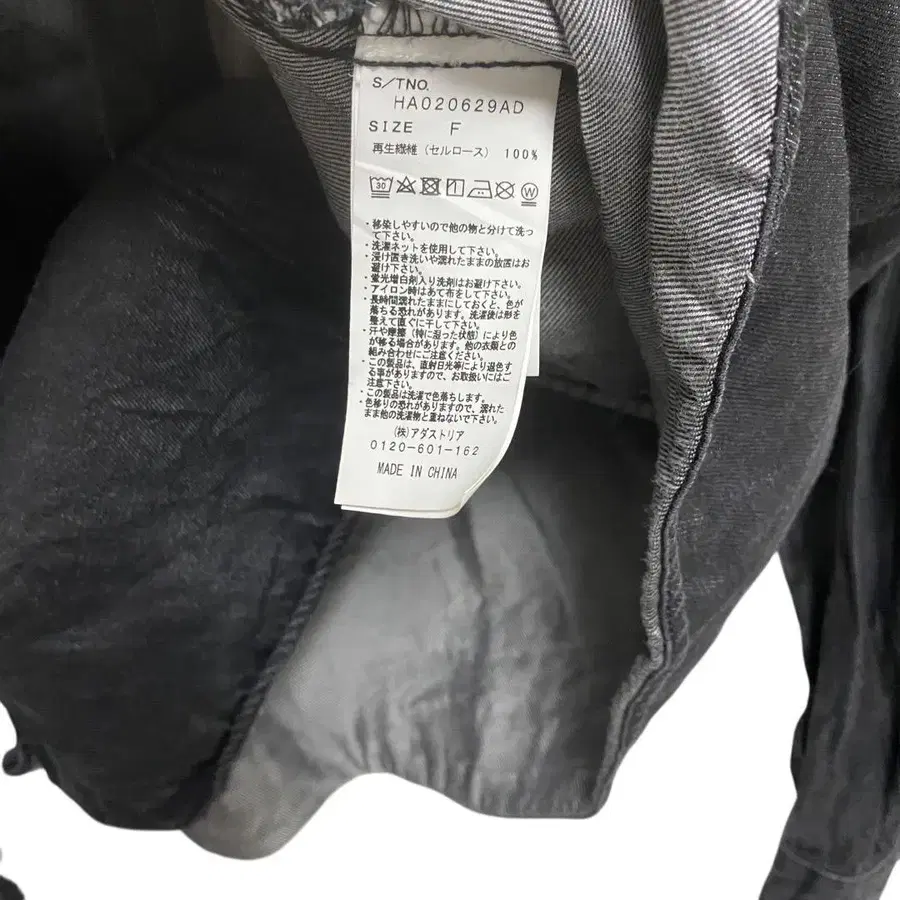 S/TNO.
HA020629AD
SIZE F
再生繊維（セルロース） 100%
30
W
・移染しやすいので他の物と分けて洗っ
て下さい。
・洗濯ネットを使用して下さい。
・浸け置き洗いや濡れたままの放置はお
避け下さい。
・蛍光増白剤入り洗剤はお避け下さい。
・アイロン時はあて布をして下さい。
・長時間濡れたままにしておくと、色が
落ちる恐れがあります。洗濯後は形を
整えて直ぐに干して下さい。
・汗や摩擦（特に湿った状態）により色
が移る場合があります。他の衣類との
組み合わせにご注意下さい。
・この製品は、直射日光等により退色す
る事がありますので、お取扱いにはご
注意下さい。
・この製品は洗濯で色落ちします。
・色移りの恐れがありますので、濡れた
まま他の洗濯物と重ねないで下さい。
（株）アダストリア
0120-601-162
MADE IN CHINA